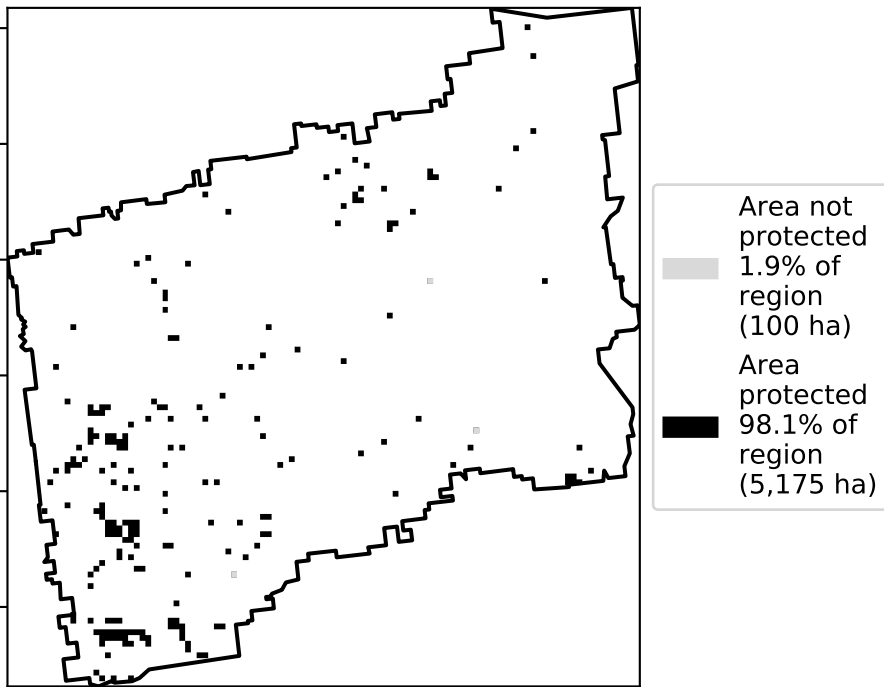 Area not
protected
1.9% of
region
(100 ha)
Area
protected
98.1% of
region
(5,175 ha)